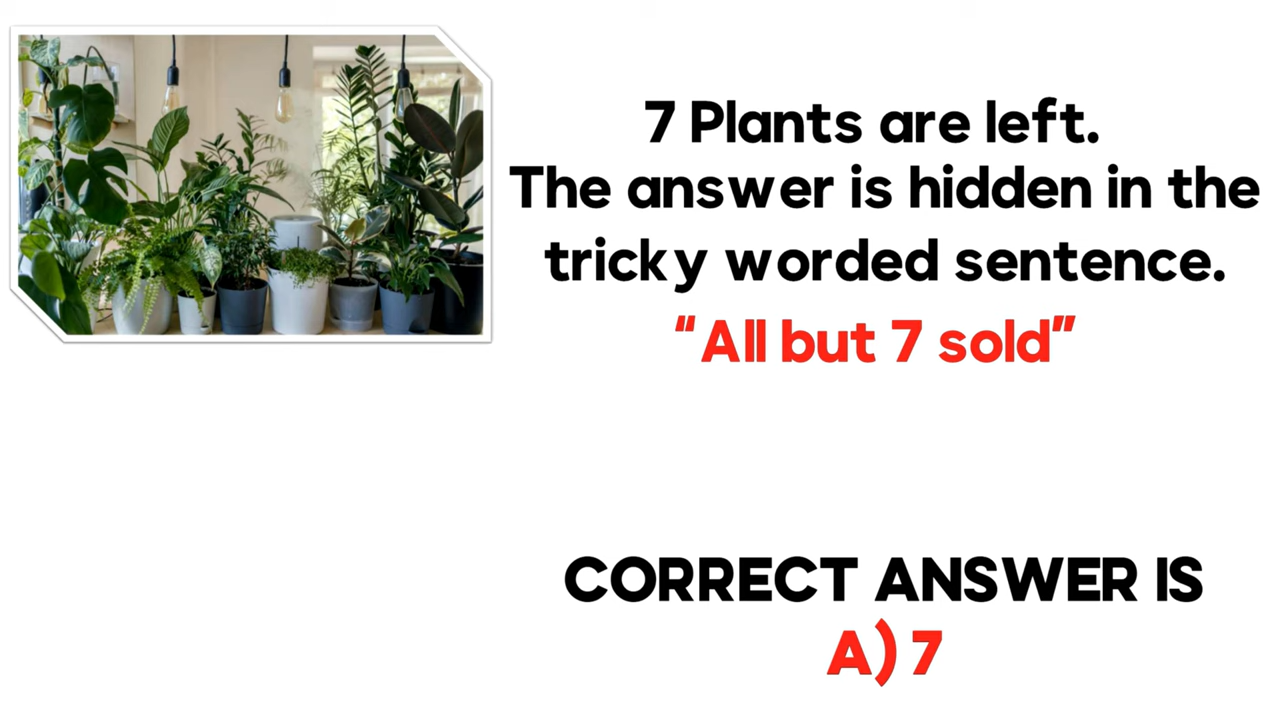 7 Plants are left.
The answer is hidden in the
tricky worded sentence.
“All but 7 sold”
CORRECT ANSWER IS
A) 7